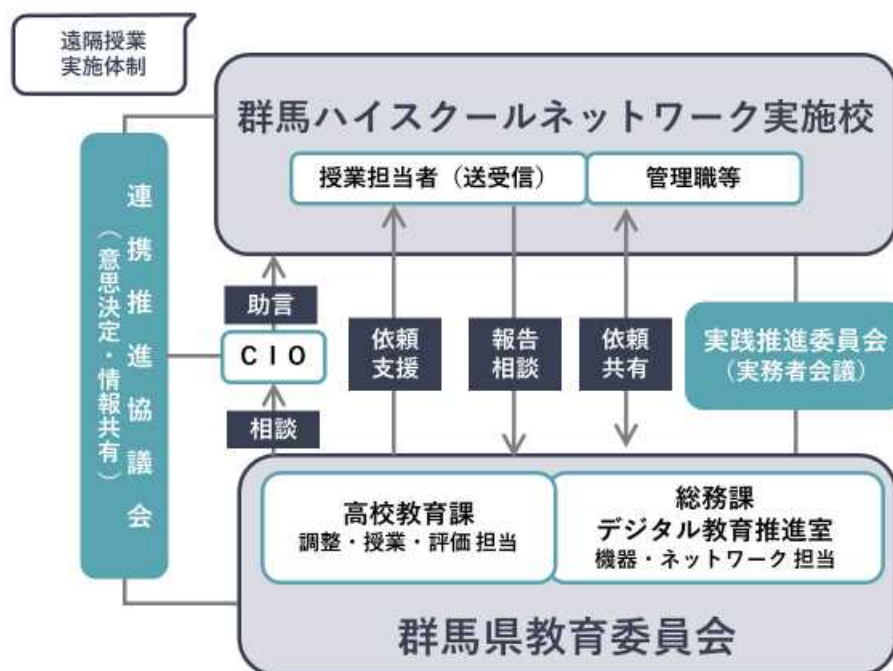 遠隔授業
実施体制
群馬ハイスクールネットワーク実施校
授業担当者（送受信）
管理職等
連携推進協議会
（意思決定・情報共有）
助言
CIO
相談
依頼
支援
報告
相談
依頼
共有
実践推進委員会
（実務者会議）
高校教育課
調整・授業・評価 担当
総務課
デジタル教育推進室
機器・ネットワーク 担当
群馬県教育委員会